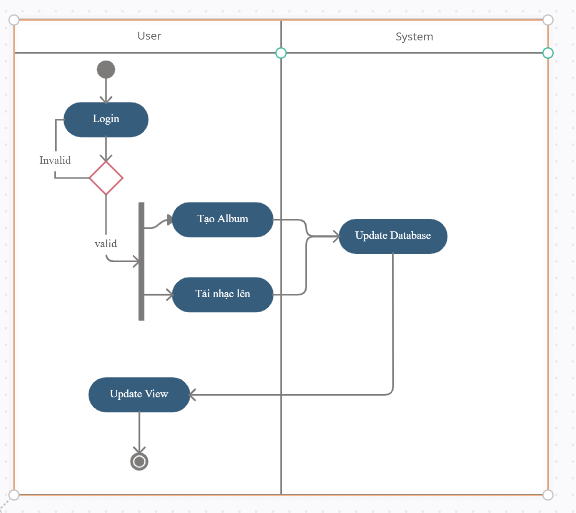 User
System
Login
Invalid
valid
Tạo Album
Update Database
Tải nhạc lên
Update View